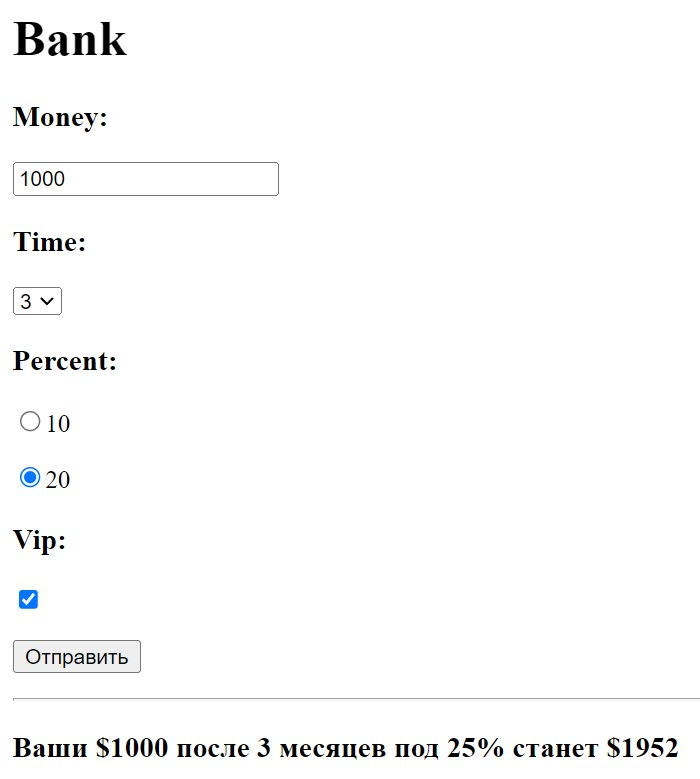 Bank
Money:
1000
Time:
3
Percent:
10
20
Vip:
Отправить
Ваши $1000 после 3 месяцев под 25% станет $1952